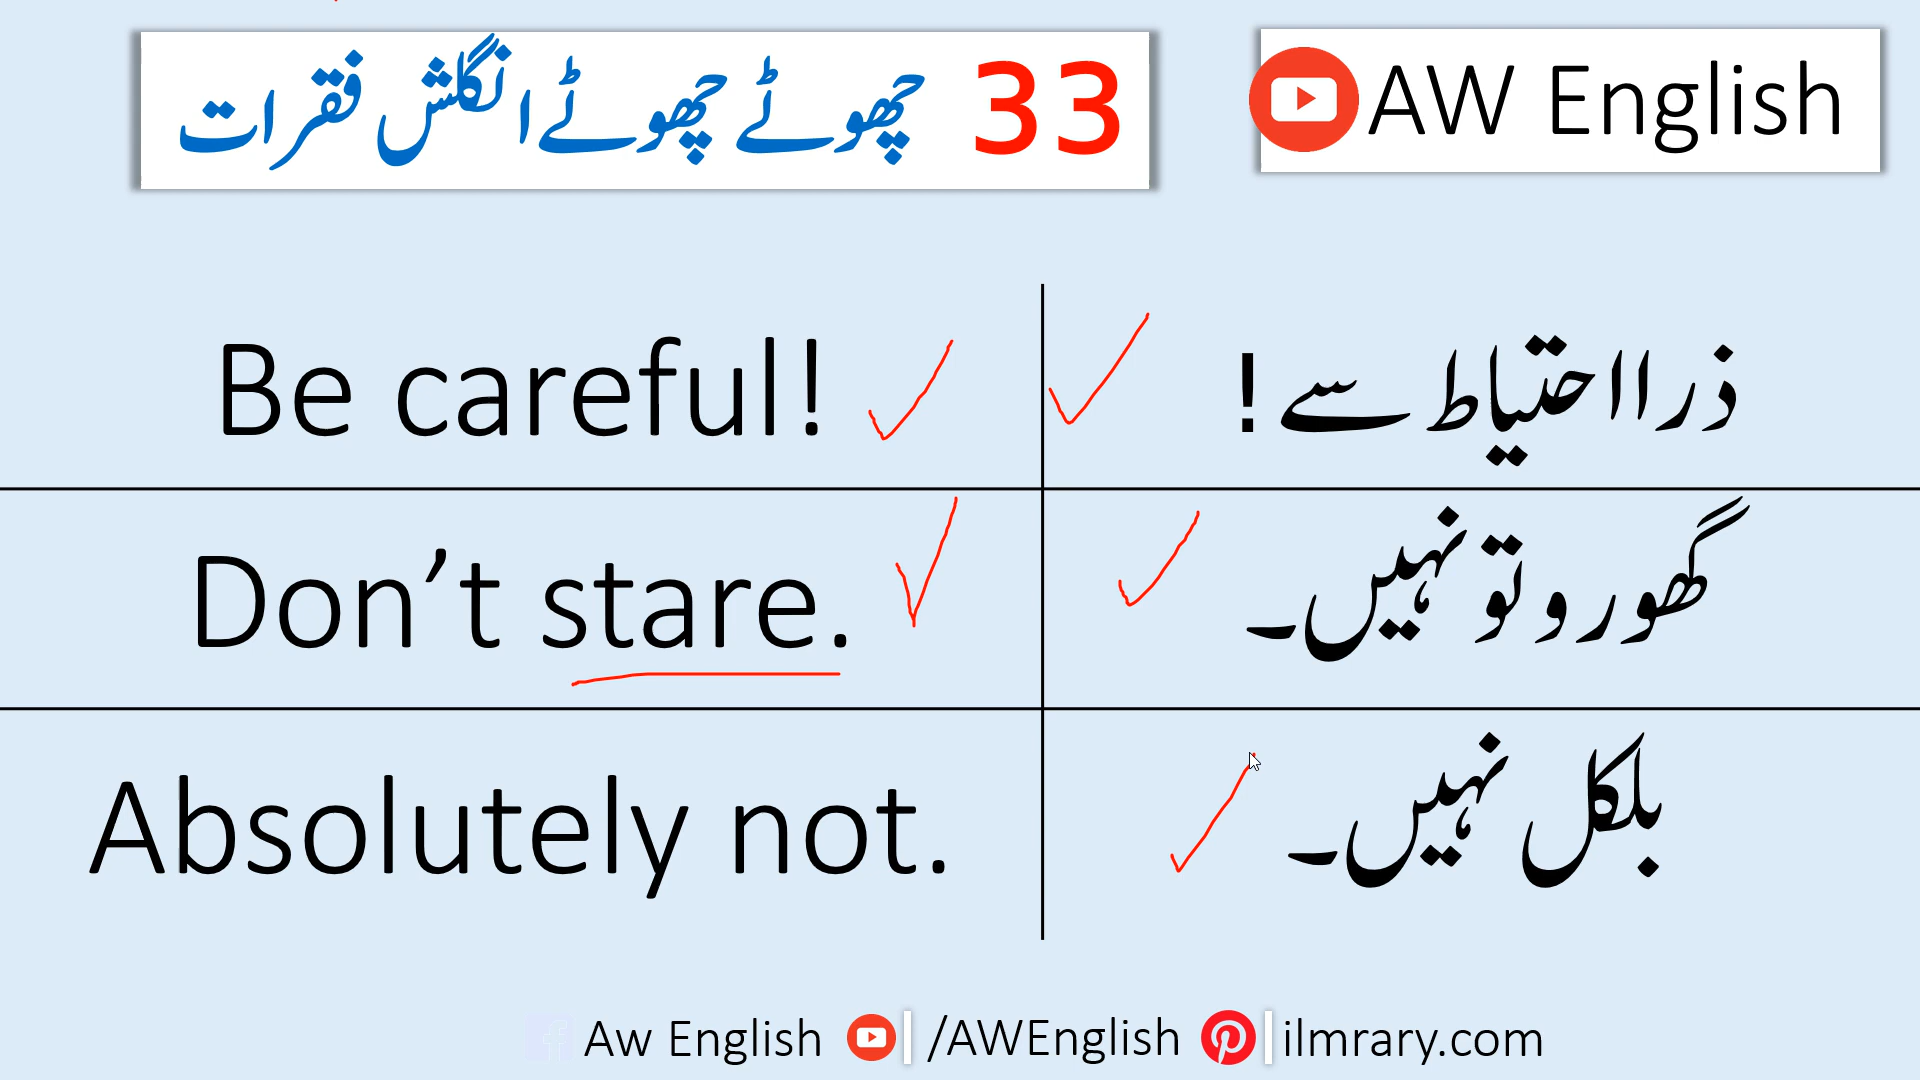 33 چھوٹے چھوٹے انگلش فقرات
AW English
Be careful!
ذرا احتیاط سے!
Don’t stare.
گھورو تو نہیں۔
Absolutely not.
بلکل نہیں۔
Aw English /AWEnglish ilmrary.com